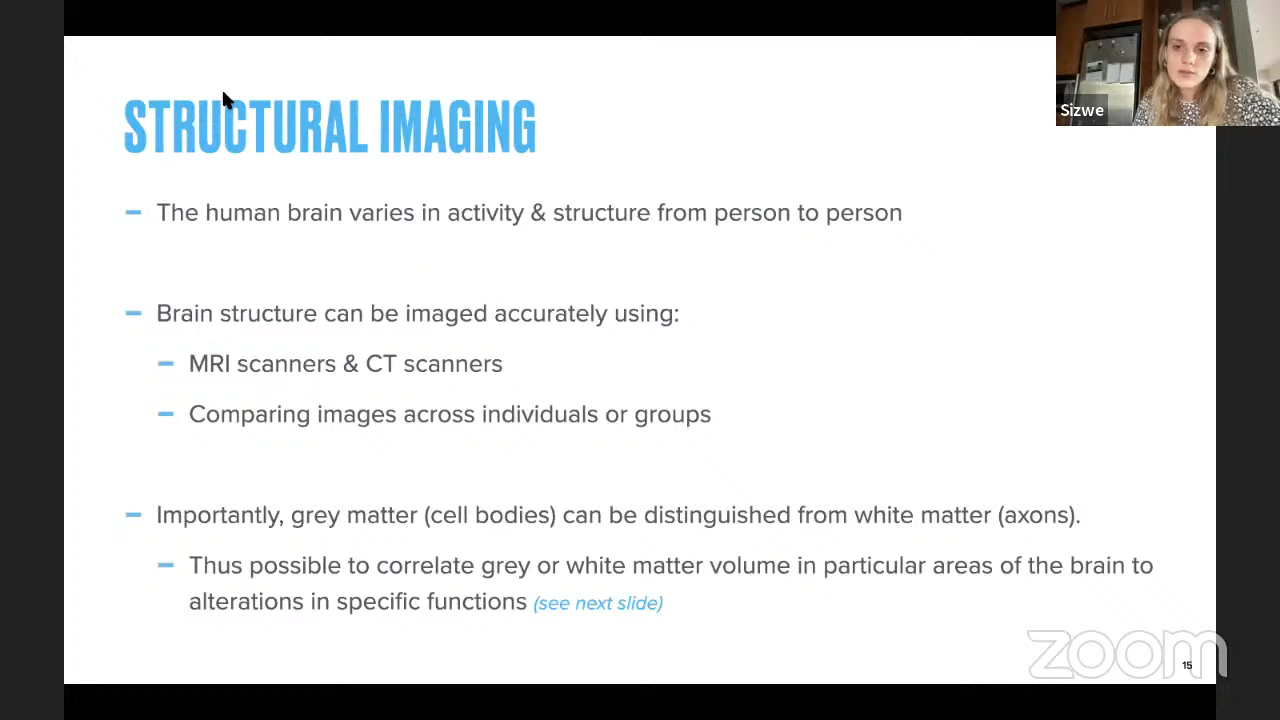 STRUCTURAL IMAGING
Sizwe
– The human brain varies in activity & structure from person to person
– Brain structure can be imaged accurately using:
– MRI scanners & CT scanners
– Comparing images across individuals or groups
– Importantly, grey matter (cell bodies) can be distinguished from white matter (axons).
– Thus possible to correlate grey or white matter volume in particular areas of the brain to
alterations in specific functions (see next slide)
zoom
15